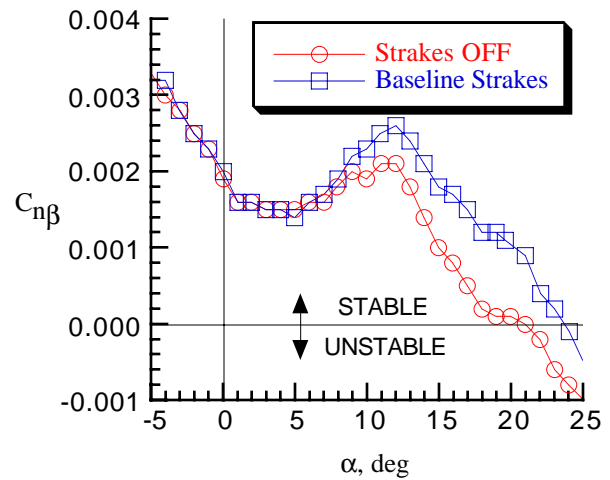 0.004
0.003
0.002
0.001
0.000
-0.001
Cnβ
Strakes OFF
Baseline Strakes
STABLE
UNSTABLE
-5 0 5 10 15 20 25
α, deg